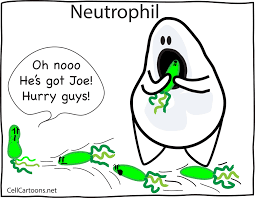 Neutrophil
Oh nooo
He's got Joe!
Hurry guys!
CellCartoons.net